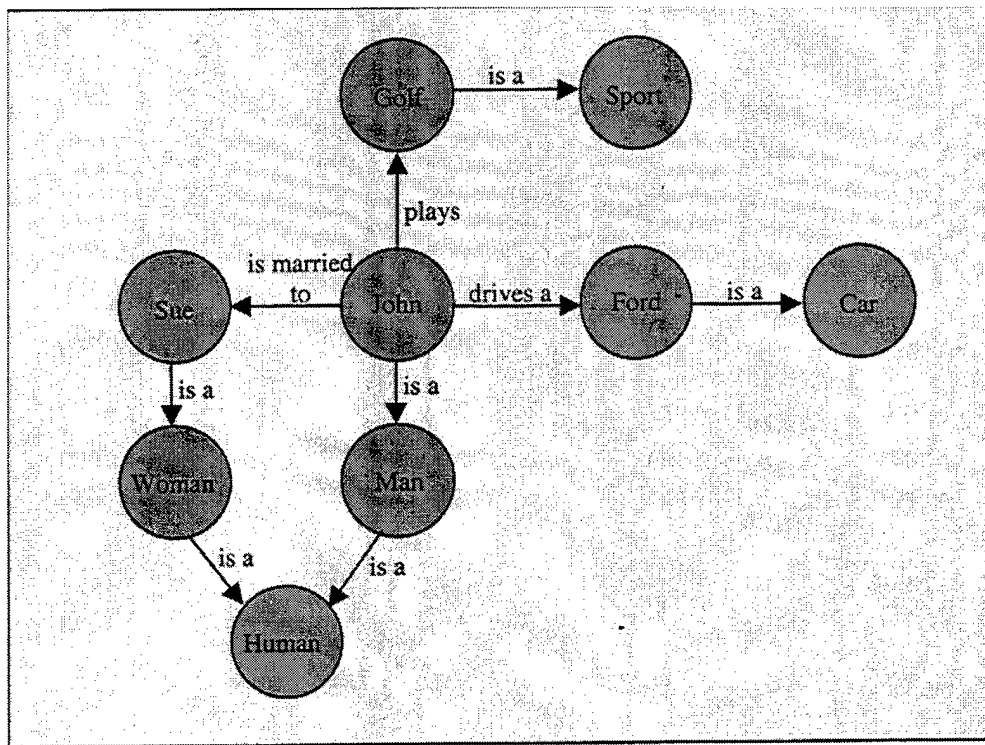 Golf
is a
Sport
plays
Sue
is married
to
John
drives a
Ford
is a
Car
is a
is a
Woman
Man
is a
is a
Human